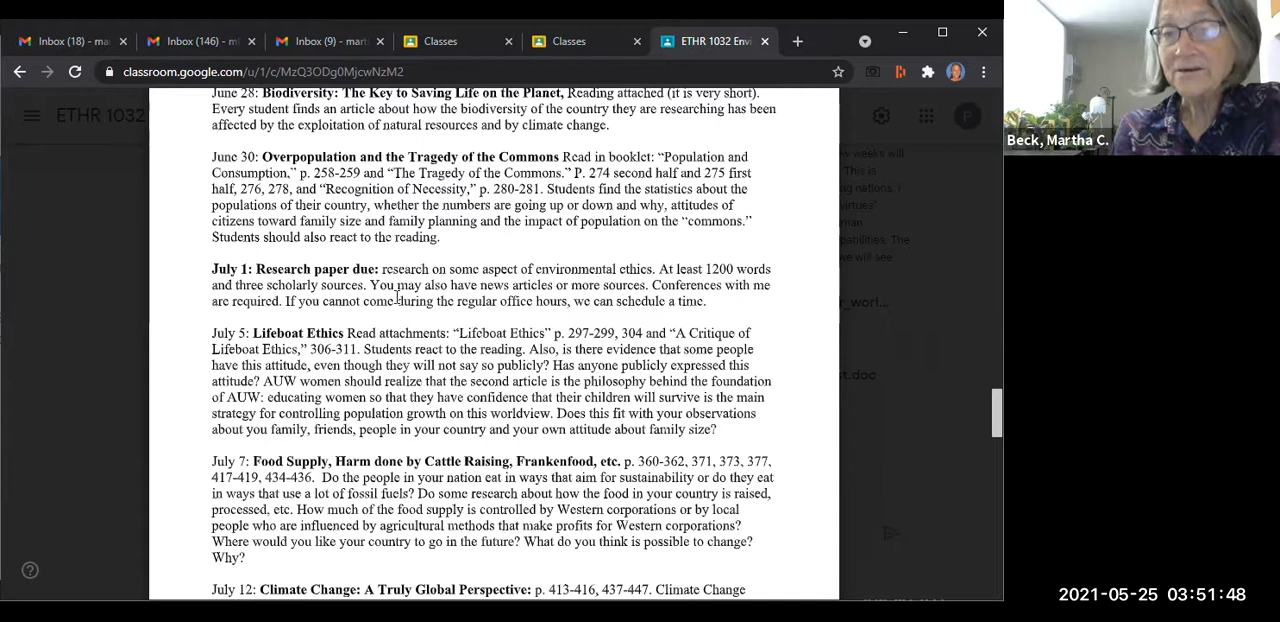 Inbox (18) - ma
Inbox (146) - m
Inbox (9) - mart
Classes
Classes
ETHR 1032 Envi
classroom.google.com/u/1/c/MzQ3ODg0MjcwNzM2
ETHR 1032
P
June 28: Biodiversity: The Key to Saving Life on the Planet, Reading attached (it is very short).
Every student finds an article about how the biodiversity of the country they are researching has been
affected by the exploitation of natural resources and by climate change.
June 30: Overpopulation and the Tragedy of the Commons Read in booklet: “Population and
Consumption,” p. 258-259 and “The Tragedy of the Commons.” P. 274 second half and 275 first
half, 276, 278, and “Recognition of Necessity,” p. 280-281. Students find the statistics about the
populations of their country, whether the numbers are going up or down and why, attitudes of
citizens toward family size and family planning and the impact of population on the “commons.”
Students should also react to the reading.
July 1: Research paper due: research on some aspect of environmental ethics. At least 1200 words
and three scholarly sources. You may also have news articles or more sources. Conferences with me
are required. If you cannot come during the regular office hours, we can schedule a time.
July 5: Lifeboat Ethics Read attachments: “Lifeboat Ethics” p. 297-299, 304 and “A Critique of
Lifeboat Ethics,” 306-311. Students react to the reading. Also, is there evidence that some people
have this attitude, even though they will not say so publicly? Has anyone publicly expressed this
attitude? AUW women should realize that the second article is the philosophy behind the foundation
of AUW: educating women so that they have confidence that their children will survive is the main
strategy for controlling population growth on this worldview. Does this fit with your observations
about you family, friends, people in your country and your own attitude about family size?
July 7: Food Supply, Harm done by Cattle Raising, Frankenfood, etc. p. 360-362, 371, 373, 377,
417-419, 434-436. Do the people in your nation eat in ways that aim for sustainability or do they eat
in ways that use a lot of fossil fuels? Do some research about how the food in your country is raised,
processed, etc. How much of the food supply is controlled by Western corporations or by local
people who are influenced by agricultural methods that make profits for Western corporations?
Where would you like your country to go in the future? What do you think is possible to change?
Why?
July 12: Climate Change: A Truly Global Perspective: p. 413-416, 437-447. Climate Change
few weeks will
This is
ng nations. I
virtues"
man
pabilities. The
we will see
r_worl...
st.doc
Beck, Martha C.
2021-05-25 03:51:48